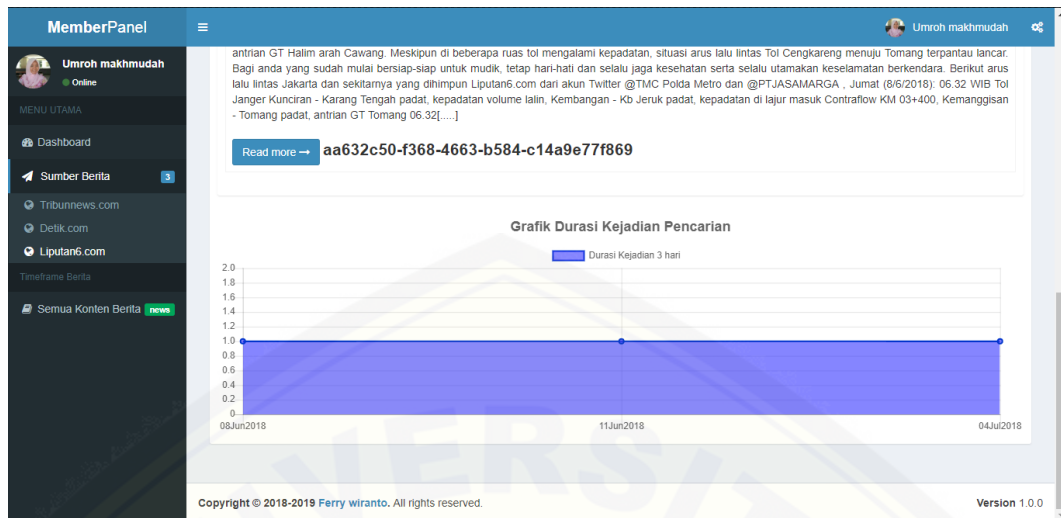 MemberPanel
Umroh makhmudah
Umroh makhmudah
Online
MENU UTAMA
Dashboard
Sumber Berita 3
Tribunnews.com
Detik.com
Liputan6.com
Timeframe Berita
Semua Konten Berita news
antrian GT Halim arah Cawang. Meskipun di beberapa ruas tol mengalami kepadatan, situasi arus lalu lintas Tol Cengkareng menuju Tomang terpantau lancar.
Bagi anda yang sudah mulai bersiap-siap untuk mudik, tetap hari-hati dan selalu jaga kesehatan serta selalu utamakan keselamatan berkendara. Berikut arus
lalu lintas Jakarta dan sekitarnya yang dihimpun Liputan6.com dari akun Twitter @TMC Polda Metro dan @PTJASAMARGA , Jumat (8/6/2018): 06.32 WIB Tol
Janger Kunciran - Karang Tengah padat, kepadatan volume lalin, Kembangan - Kb Jeruk padat, kepadatan di lajur masuk Contraflow KM 03+400, Kemanggisan
- Tomang padat, antrian GT Tomang 06.32[.....]
Read more → aa632c50-f368-4663-b584-c14a9e77f869
Grafik Durasi Kejadian Pencarian
Durasi Kejadian 3 hari
2.0
1.8
1.6
1.4
1.2
1.0
0.8
0.6
0.4
0.2
0
08Jun2018 11Jun2018 04Jul2018
Copyright © 2018-2019 Ferry wiranto. All rights reserved. Version 1.0.0